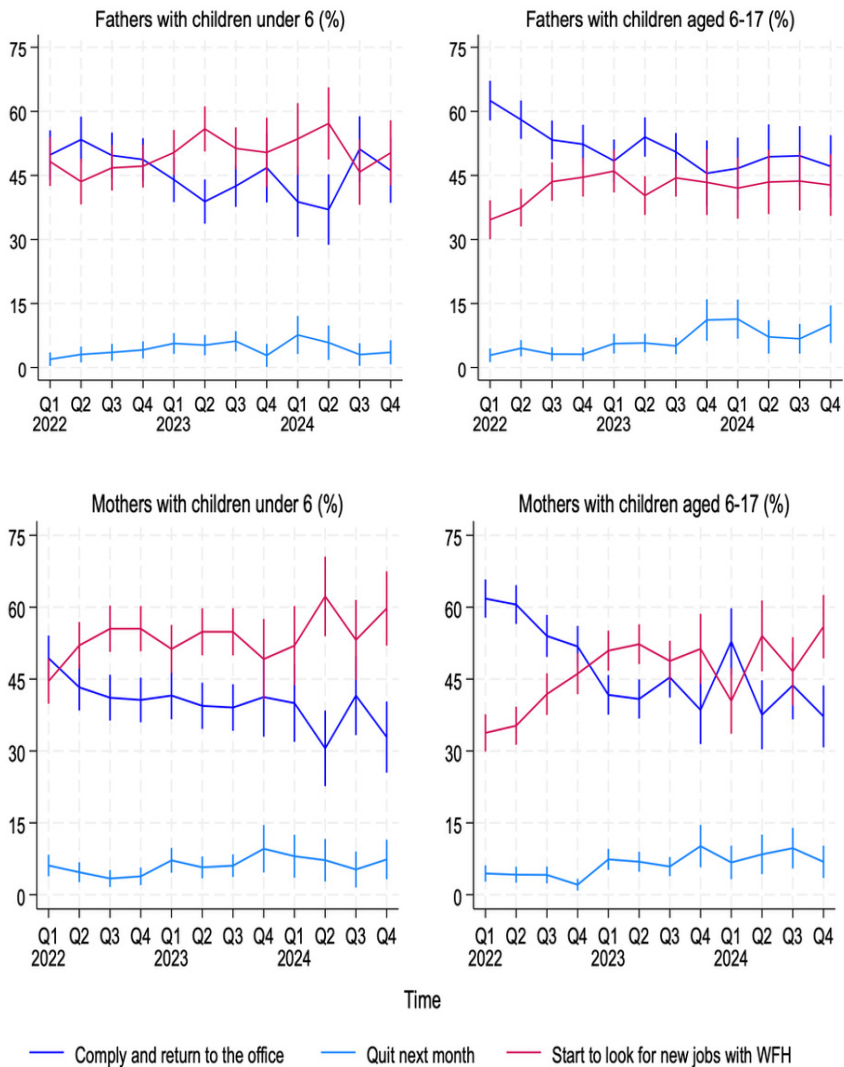 Fathers with children under 6 (%)
75
60
45
30
15
0
Q1 Q2 Q3 Q4 Q1 Q2 Q3 Q4 Q1 Q2 Q3 Q4
2022 2023 2024
Fathers with children aged 6-17 (%)
75
60
45
30
15
0
Q1 Q2 Q3 Q4 Q1 Q2 Q3 Q4 Q1 Q2 Q3 Q4
2022 2023 2024
Mothers with children under 6 (%)
75
60
45
30
15
0
Q1 Q2 Q3 Q4 Q1 Q2 Q3 Q4 Q1 Q2 Q3 Q4
2022 2023 2024
Mothers with children aged 6-17 (%)
75
60
45
30
15
0
Q1 Q2 Q3 Q4 Q1 Q2 Q3 Q4 Q1 Q2 Q3 Q4
2022 2023 2024
Time
Comply and return to the office Quit next month Start to look for new jobs with WFH